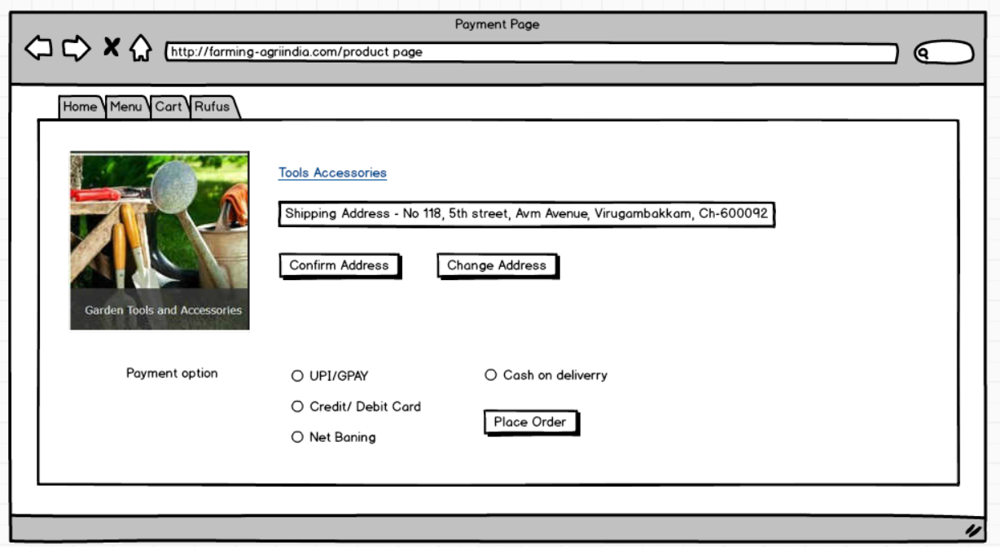 Payment Page
http://farming-agriindia.com/product page
Home Menu Cart Rufus
Tools Accessories
Shipping Address - No 118, 5th street, Avm Avenue, Virugambakkam, Ch-600092
Confirm Address Change Address
Garden Tools and Accessories
Payment option
UPI/GPAY
Cash on deliverry
Credit/ Debit Card
Net Baning
Place Order